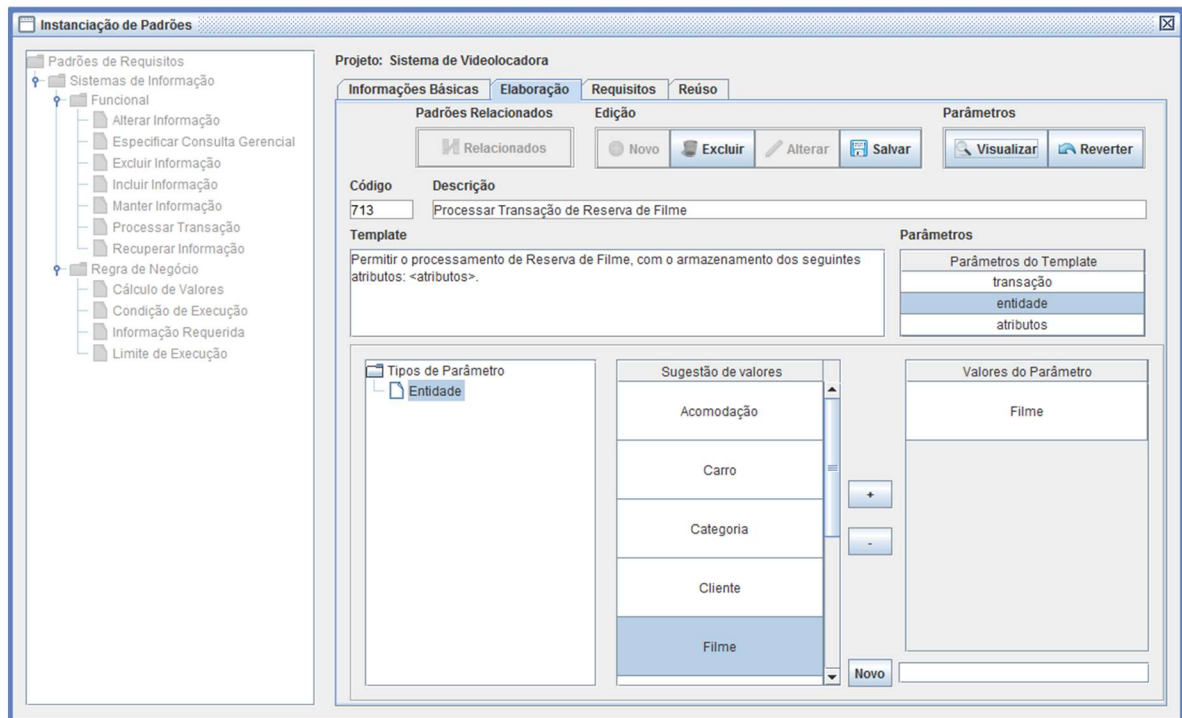 Instanciação de Padrões
Padrões de Requisitos
Sistemas de Informação
Funcional
Alterar Informação
Especificar Consulta Gerencial
Excluir Informação
Incluir Informação
Manter Informação
Processar Transação
Recuperar Informação
Regra de Negócio
Cálculo de Valores
Condição de Execução
Informação Requerida
Limite de Execução
Projeto: Sistema de Videolocadora
Informações Básicas Elaboração Requisitos Reúso
Padrões Relacionados Edição Parâmetros
Relacionados Novo Excluir Alterar Salvar Visualizar Reverter
Código Descrição
713 Processar Transação de Reserva de Filme
Template
Permitir o processamento de Reserva de Filme, com o armazenamento dos seguintes
atributos: <atributos>.
Parâmetros
Parâmetros do Template
transação
entidade
atributos
Tipos de Parâmetro
Entidade
Sugestão de valores
Acomodação
Carro
Categoria
Cliente
Filme
+
-
Novo
Valores do Parâmetro
Filme